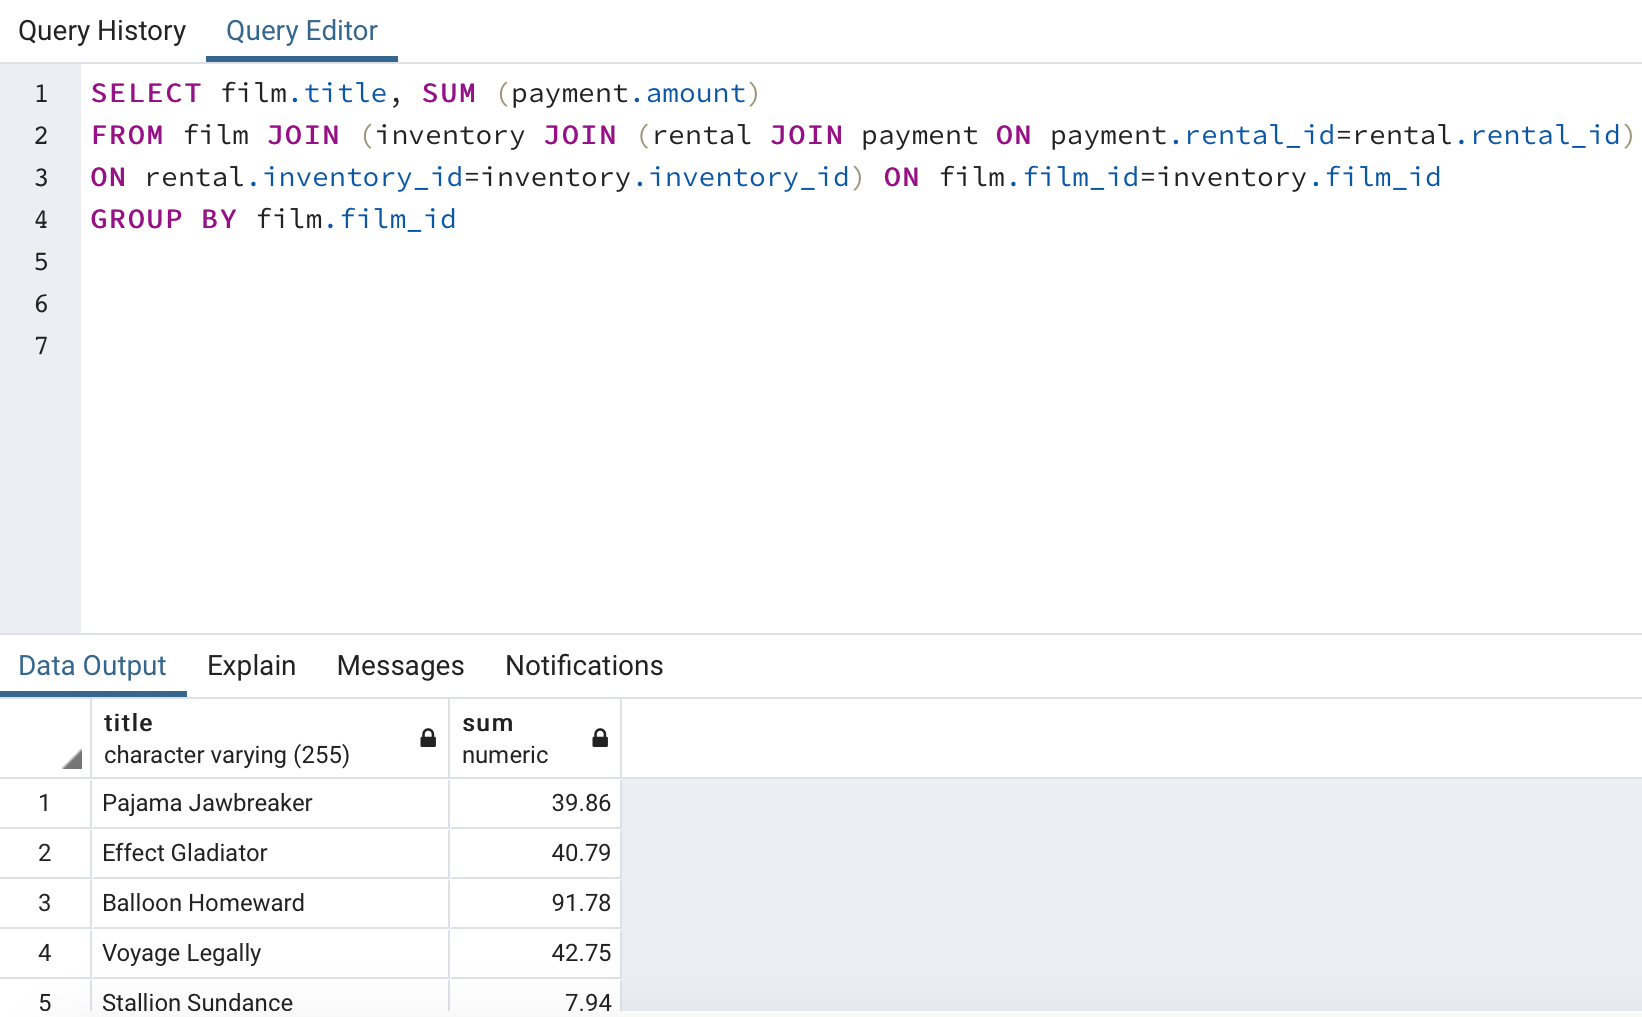 Query History Query Editor
1 SELECT film.title, SUM (payment.amount)
2 FROM film JOIN (inventory JOIN (rental JOIN payment ON payment.rental_id=rental.rental_id)
3 ON rental.inventory_id=inventory.inventory_id) ON film.film_id=inventory.film_id
4 GROUP BY film.film_id
5
6
7
Data Output Explain Messages Notifications
title sum
character varying (255) numeric
1 Pajama Jawbreaker 39.86
2 Effect Gladiator 40.79
3 Balloon Homeward 91.78
4 Voyage Legally 42.75
5 Stallion Sundance 7.94